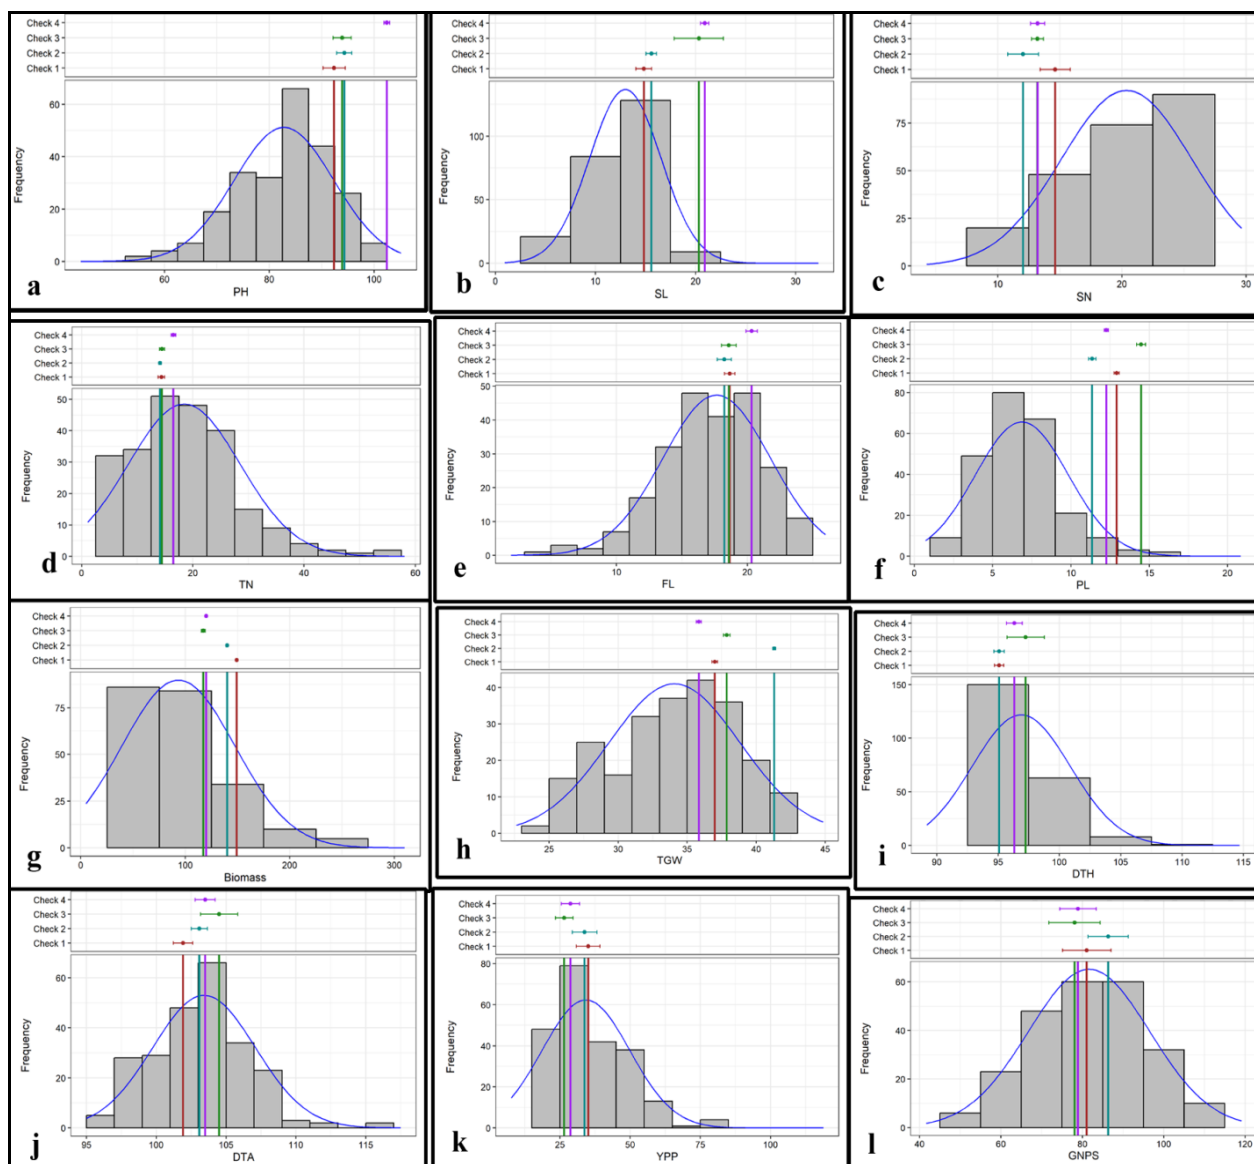 Check 4
Check 3
Check 2
Check 1
60
40
20
0
Frequency
60 80 100
PH
a
Check 4
Check 3
Check 2
Check 1
100
50
0
Frequency
10 20 30
SL
b
Check 4
Check 3
Check 2
Check 1
75
50
25
0
Frequency
10 20 30
SN
c
Check 4
Check 3
Check 2
Check 1
50
40
30
20
10
0
Frequency
0 20 40 60
TN
d
Check 4
Check 3
Check 2
Check 1
50
40
30
20
10
0
Frequency
10 20
FL
e
Check 4
Check 3
Check 2
Check 1
80
60
40
20
0
Frequency
5 10 15 20
PL
f
Check 4
Check 3
Check 2
Check 1
75
50
25
0
Frequency
0 100 200 300
Biomass
g
Check 4
Check 3
Check 2
Check 1
40
30
20
10
0
Frequency
25 30 35 40 45
TGW
h
Check 4
Check 3
Check 2
Check 1
150
100
50
0
Frequency
90 95 100 105 110 115
DTH
i
Check 4
Check 3
Check 2
Check 1
60
40
20
0
Frequency
95 100 105 110 115
DTA
j
Check 4
Check 3
Check 2
Check 1
80
60
40
20
0
Frequency
25 50 75 100
YPP
k
Check 4
Check 3
Check 2
Check 1
60
40
20
0
Frequency
40 60 80 100 120
GNPS
l